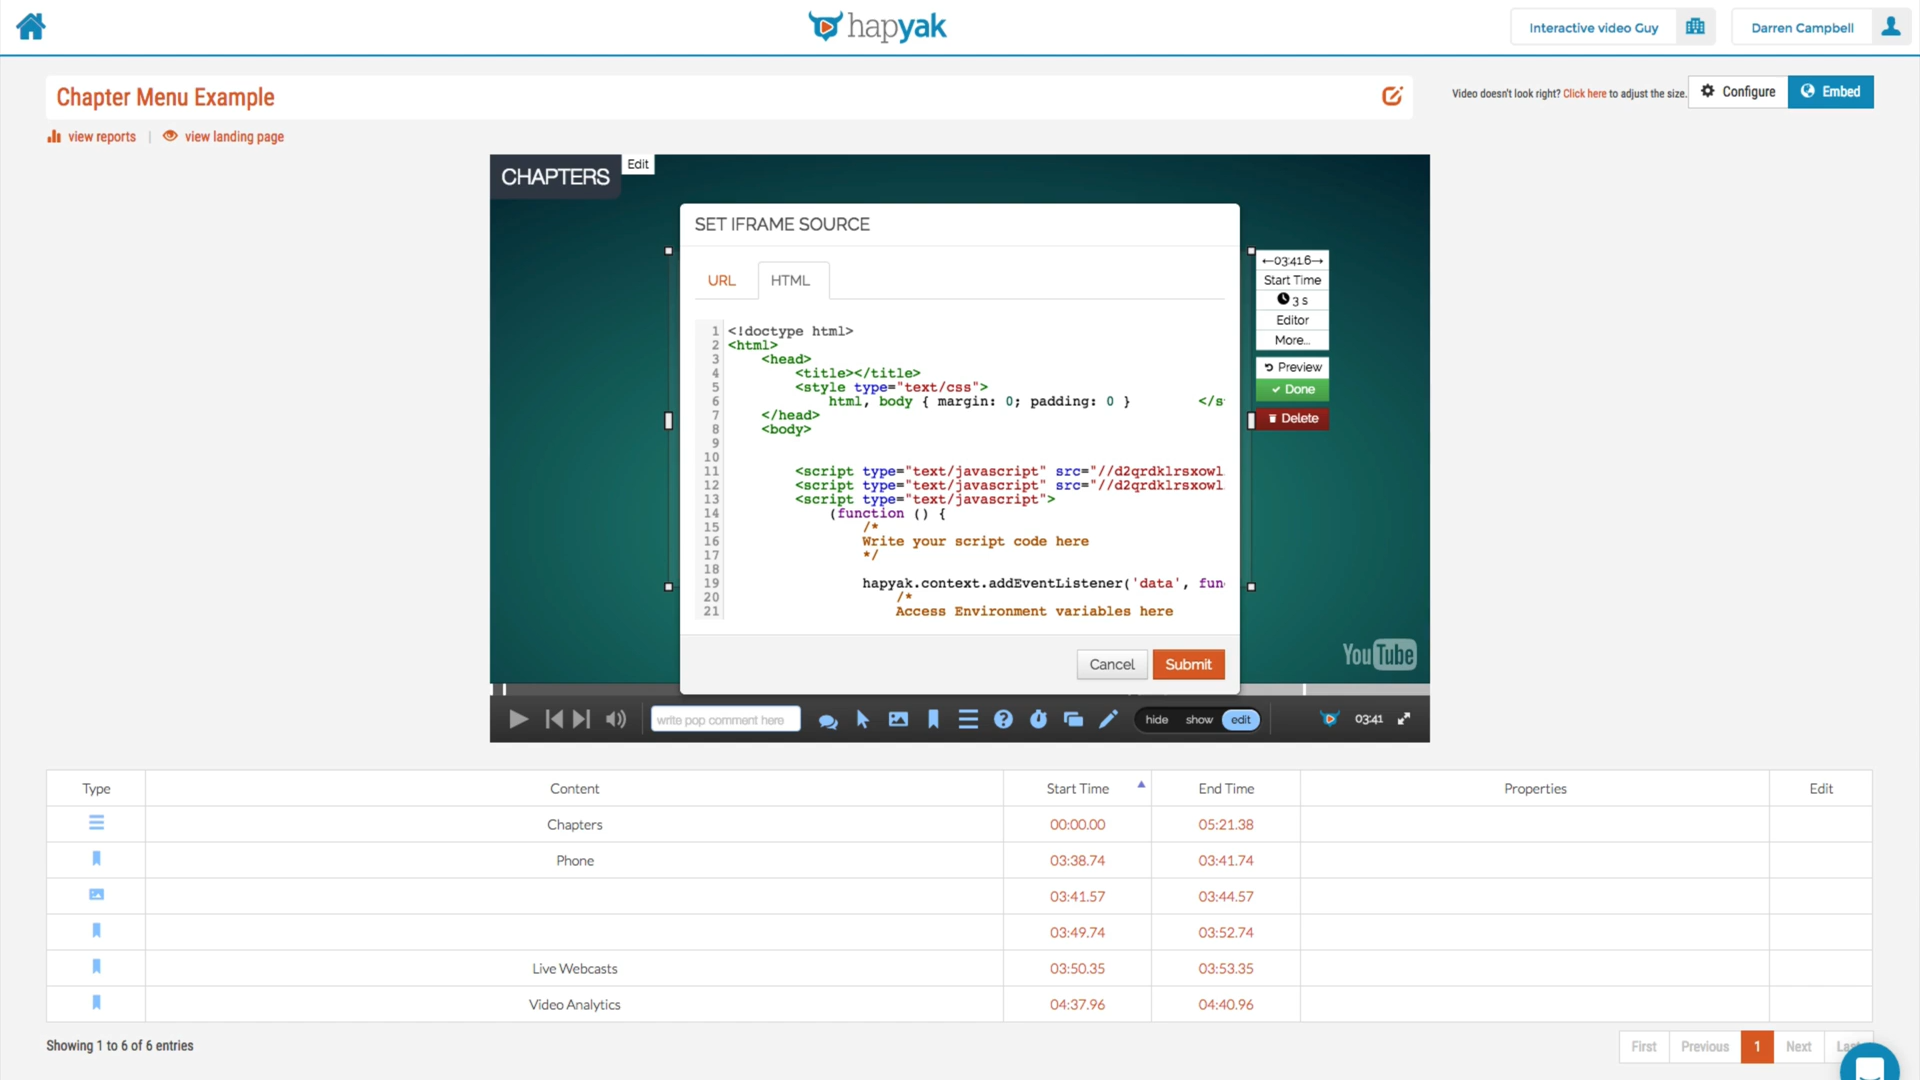 hapyak
Interactive video Guy
Darren Campbell
Chapter Menu Example
Video doesn't look right? Click here to adjust the size.
Configure
Embed
view reports | view landing page
CHAPTERS
Edit
SET IFRAME SOURCE
URL
HTML
1 <!doctype html>
2 <html>
3 <head>
4 <title></title>
5 <style type="text/css">
6 html, body { margin: 0; padding: 0 } </s
7 </head>
8 <body>
9
10
11 <script type="text/javascript" src="//d2qrdklrsxowl
12 <script type="text/javascript" src="//d2qrdklrsxowl
13 <script type="text/javascript">
14 (function () {
15 /*
16 Write your script code here
17 */
18
19 hapyak.context.addEventListener('data', fun
20 /*
21 Access Environment variables here
Cancel
Submit
←03:41.6→
Start Time
3 s
Editor
More...
Preview
Done
Delete
YouTube
write pop comment here
hide
show
edit
03:41
Type Content Start Time End Time Properties Edit
Chapters 00:00.00 05:21.38
Phone 03:38.74 03:41.74
03:41.57 03:44.57
03:49.74 03:52.74
Live Webcasts 03:50.35 03:53.35
Video Analytics 04:37.96 04:40.96
Showing 1 to 6 of 6 entries
First Previous 1 Next